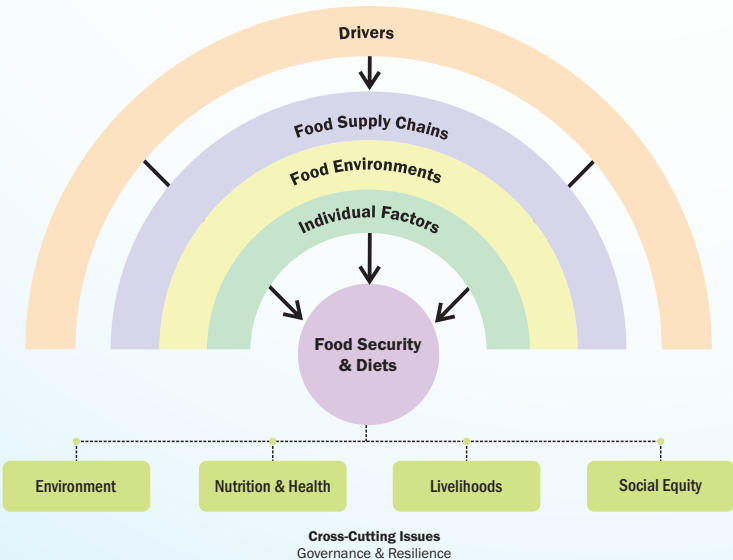 Drivers
Food Supply Chains
Food Environments
Individual Factors
Food Security
& Diets
Environment
Nutrition & Health
Livelihoods
Social Equity
Cross-Cutting Issues
Governance & Resilience